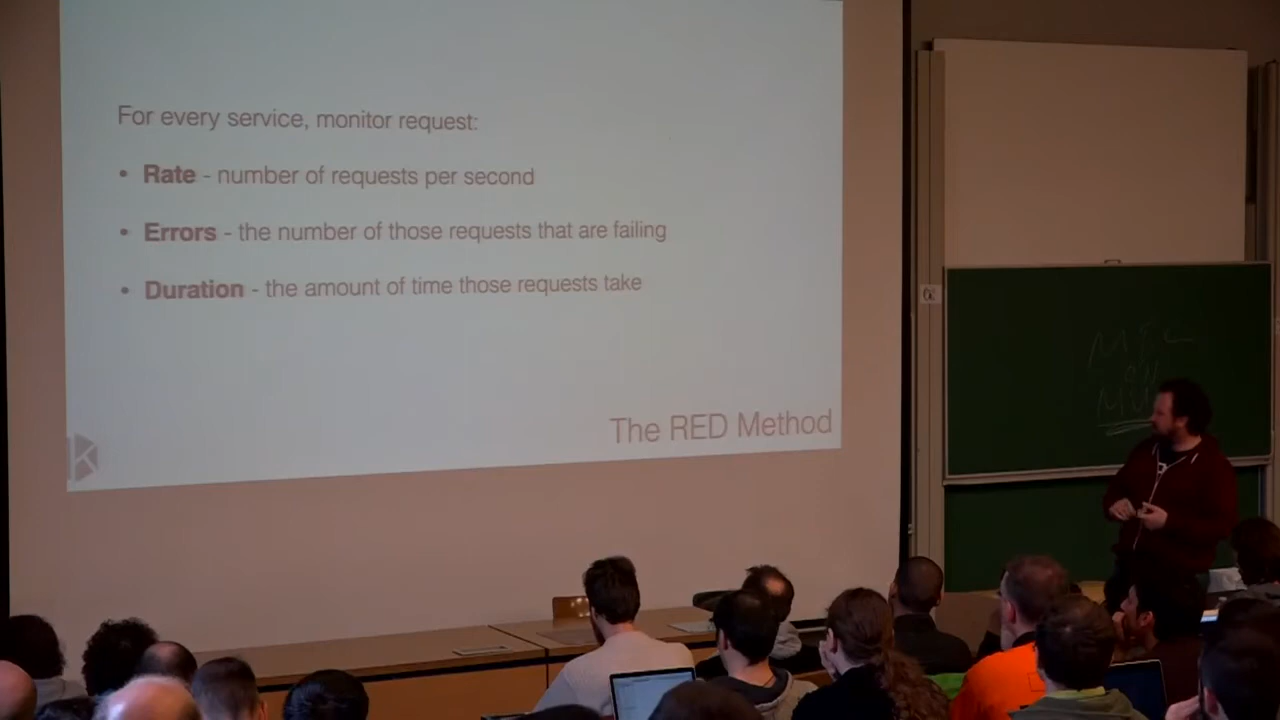 For every service, monitor request:
• Rate - number of requests per second
• Errors - the number of those requests that are failing
• Duration - the amount of time those requests take
The RED Method
K